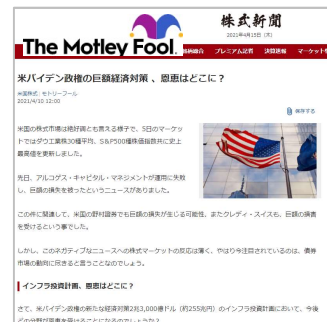 The Motley Fool.
株式新聞
2021年4月15日（木）
銘柄総合 プレミアム記者 決算速報 マーケット
米バイデン政権の巨額経済対策 、恩恵はどこに？
米国株式：モトリーフール
2021/4/10 12:00
保存する
米国の株式市場は絶好調とも言える様子で、5日のマーケッ
トではダウ工業株30種平均、S&P500種株価指数共に史上
最高値を更新しました。
先日、アルゴス・キャピタル・マネジメントが運用に失敗
し、巨額の損失を被ったというニュースがありました。
この件に関連して、米国の野村證券でも巨額の損失が生じる可能性、またクレディ・スイスも、巨額の損害
を受けるという事でした。
しかし、このネガティブなニュースへの株式マーケットの反応は薄く、やはり今注目されているのは、債券
市場の動向に尽きると言うことなのでしょう。
インフラ投資計画、恩恵はどこに？
さて、米バイデン政権の新たな経済対策2兆3,000億ドル（約255兆円）のインフラ投資計画において、今後